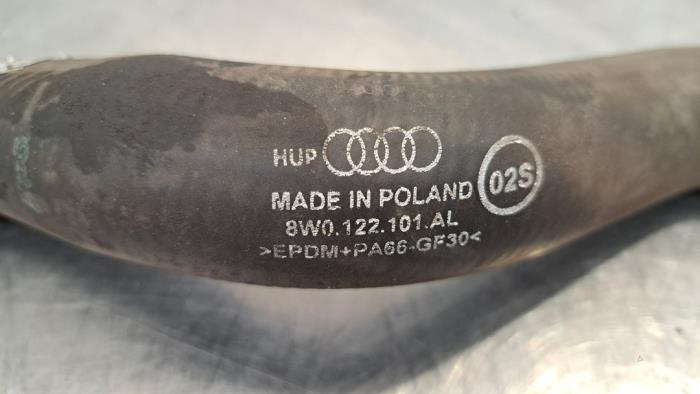 HUP
02S
MADE IN POLAND
8W0.122.101.AL
>EPDM+PA66-GF30<